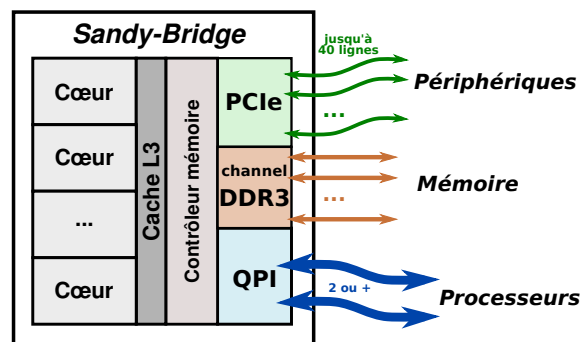 Sandy-Bridge
Cœur
Cœur
...
Cœur
Cache L3
Contrôleur mémoire
PCIe
channel
DDR3
QPI
jusqu'à
40 lignes
...
Périphériques
...
Mémoire
2 ou +
Processeurs